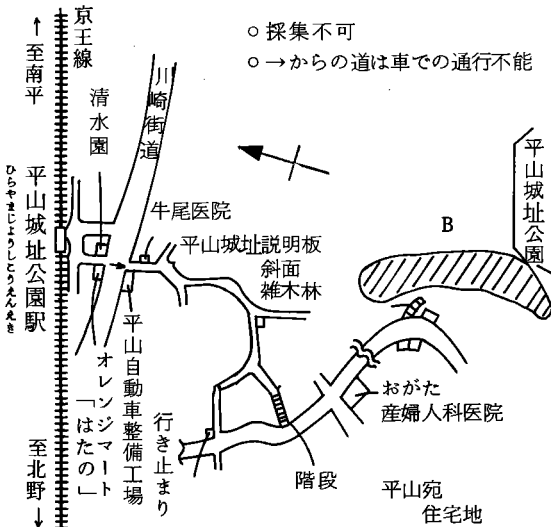 ○採集不可
○→からの道は車での通行不能
↑至南平
京王線
清水園
川崎街道
ひらやまじょうしこうえんえき
平山城址公園駅
牛尾医院
平山城址説明板
斜面
雑木林
B
平山城址公園
平山自動車整備工場
オレンジマート
「はたの」
行き止まり
至北野↓
階段
おがた
産婦人科医院
平山宛
住宅地